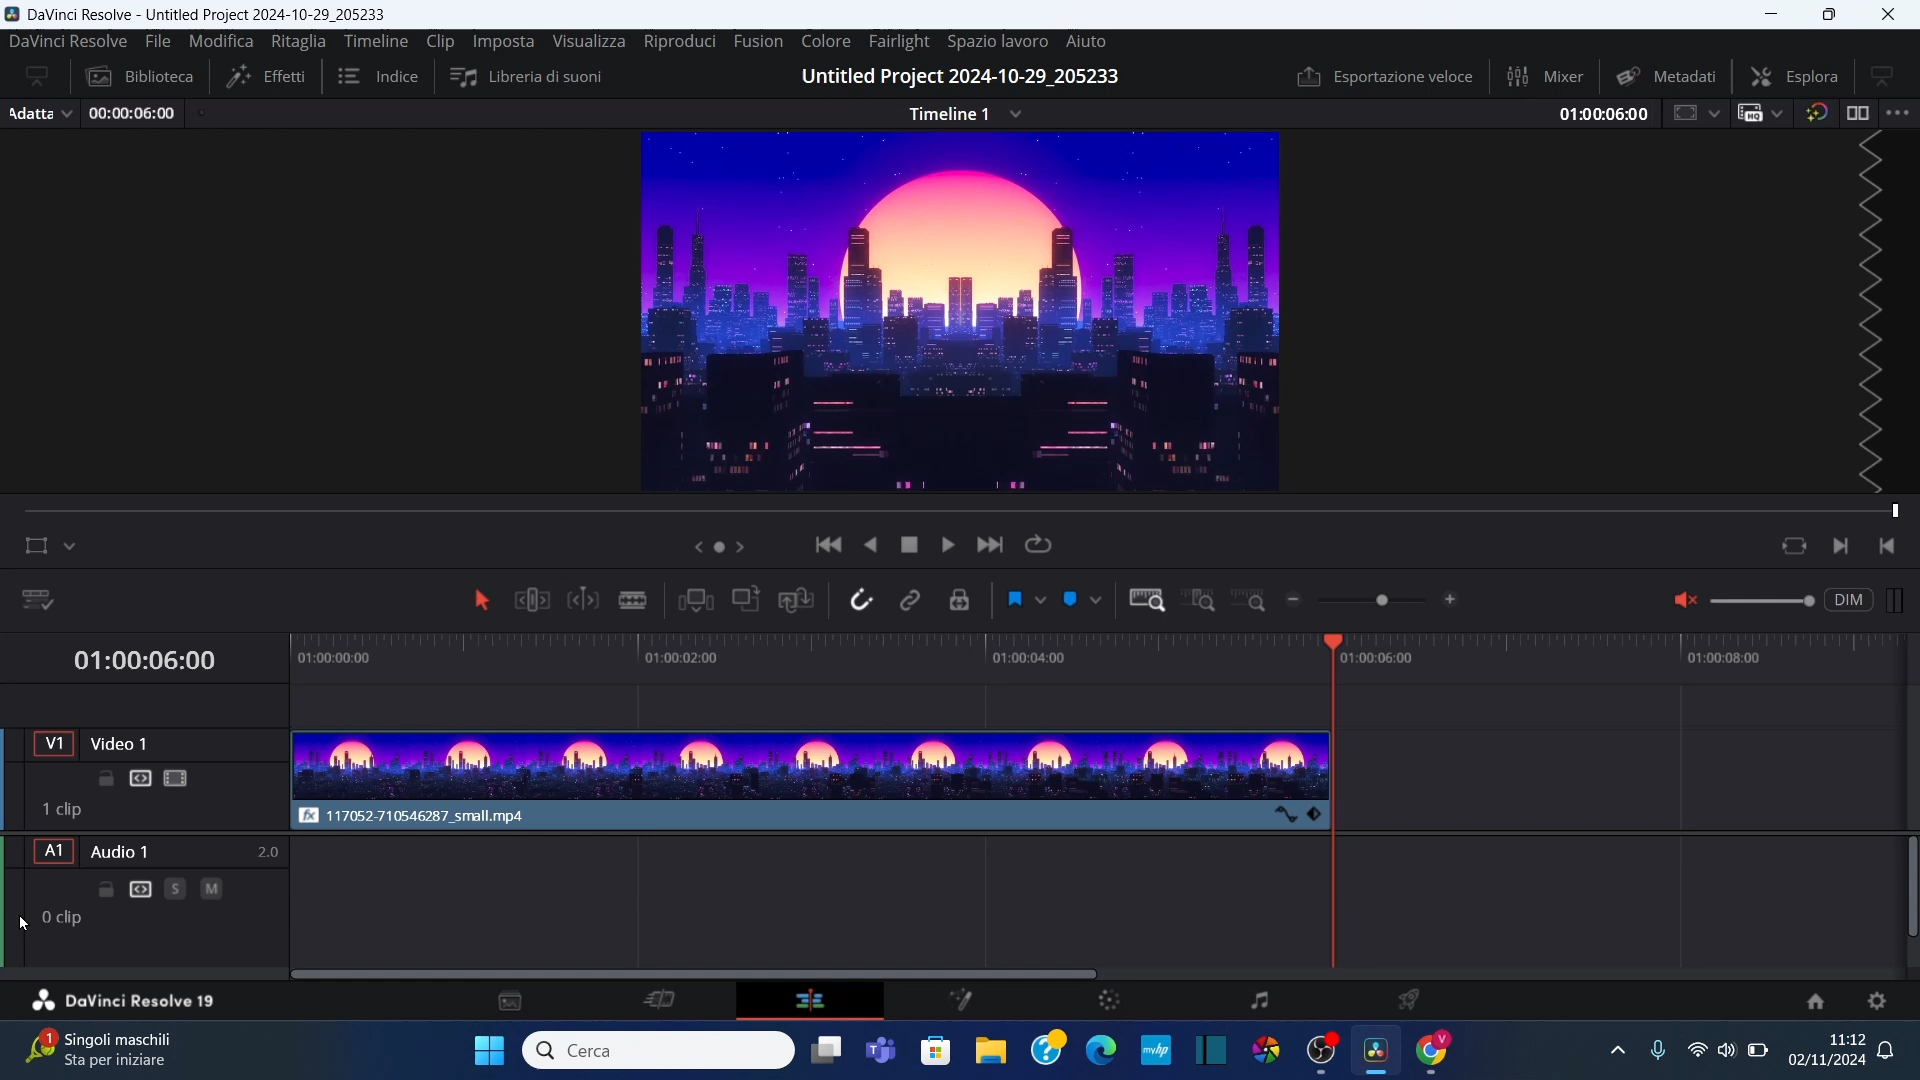 DaVinci Resolve - Untitled Project 2024-10-29_205233
DaVinci Resolve File Modifica Ritaglia Timeline Clip Imposta Visualizza Riproduci Fusion Colore Fairlight Spazio lavoro Aiuto
Biblioteca Effetti Indice Libreria di suoni Untitled Project 2024-10-29_205233 Esportazione veloce Mixer Metadati Esplora
Adatta 00:00:06:00 Timeline 1 01:00:06:00 HQ
DIM
01:00:06:00 01:00:00:00 01:00:02:00 01:00:04:00 01:00:06:00 01:00:08:00
V1 Video 1
1 clip
fx 117052-710546287_small.mp4
A1 Audio 1 2.0
S M
0 clip
DaVinci Resolve 19
1 Singoli maschili
Sta per iniziare
Cerca
myhp
V
11:12
02/11/2024